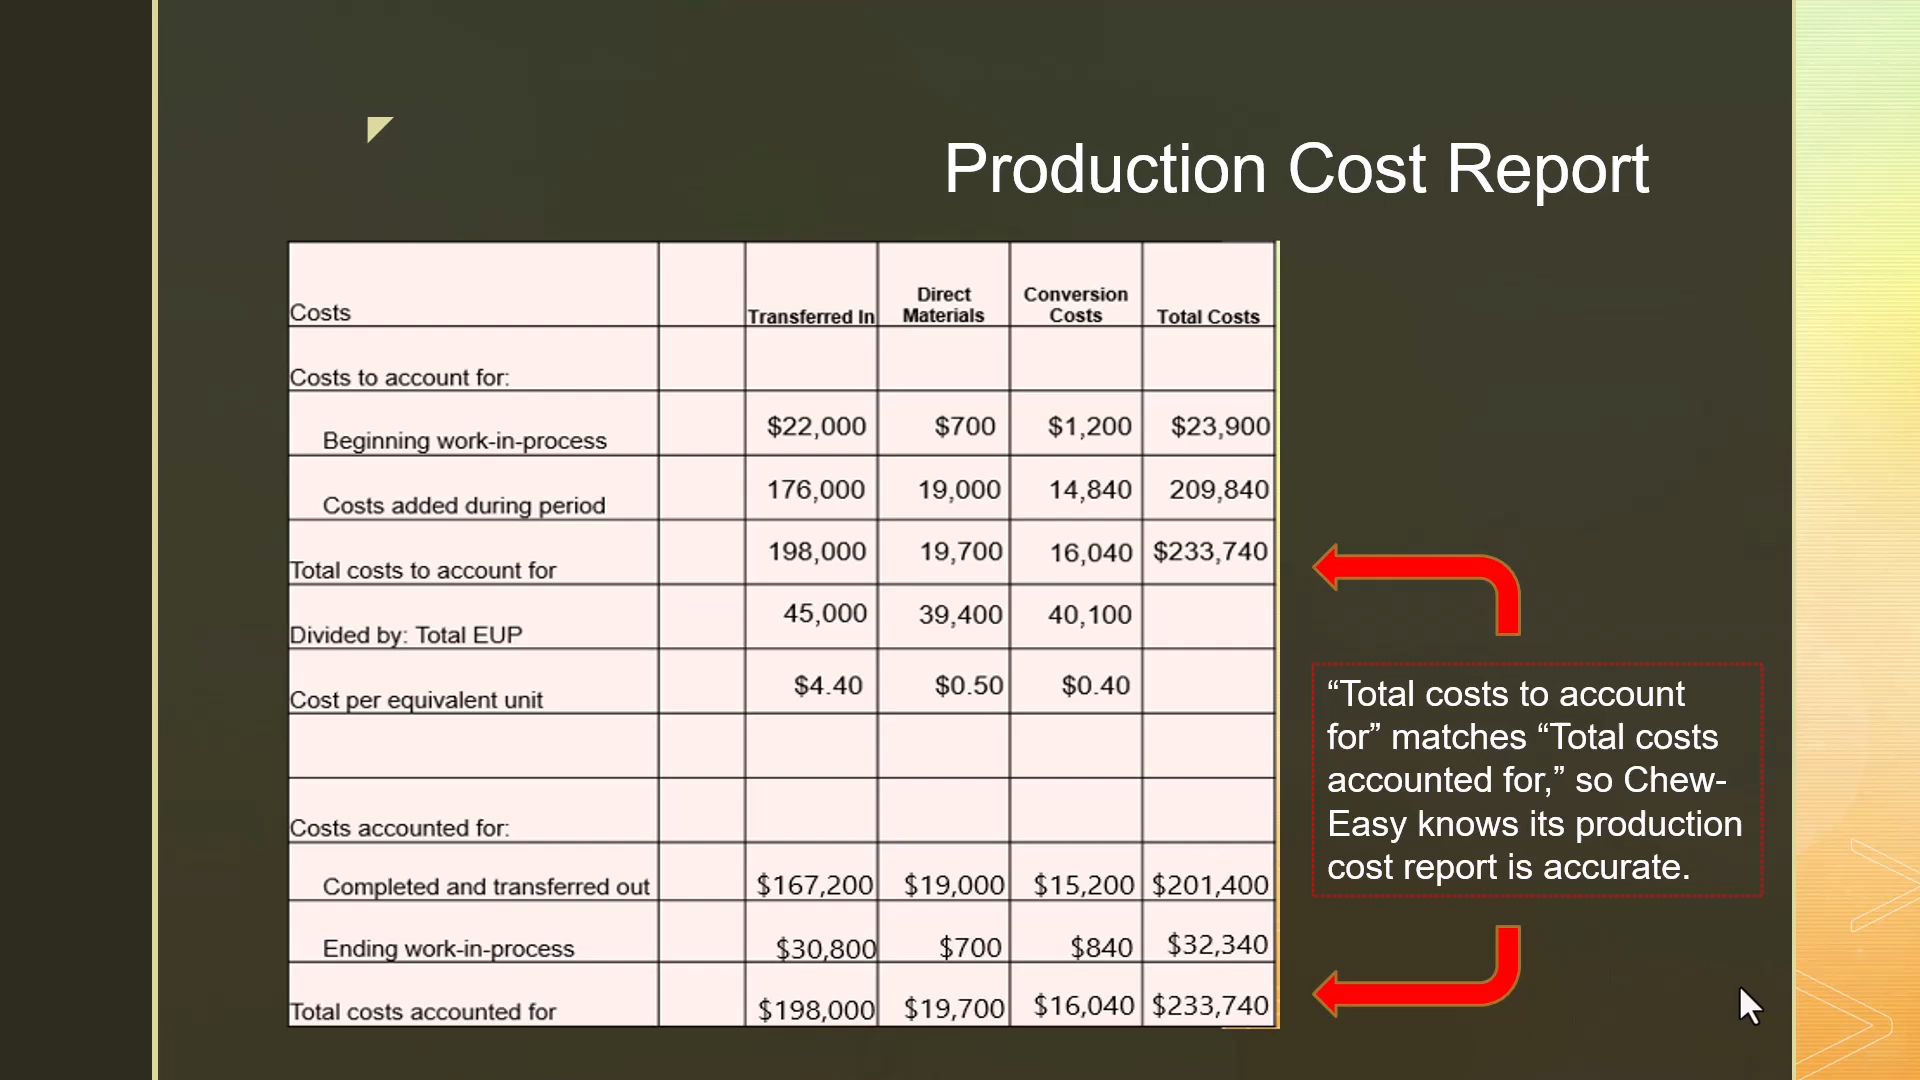 Production Cost Report
Costs Transferred In Direct Materials Conversion Costs Total Costs
Costs to account for:
Beginning work-in-process $22,000 $700 $1,200 $23,900
Costs added during period 176,000 19,000 14,840 209,840
Total costs to account for 198,000 19,700 16,040 $233,740
Divided by: Total EUP 45,000 39,400 40,100
Cost per equivalent unit $4.40 $0.50 $0.40
Costs accounted for:
Completed and transferred out $167,200 $19,000 $15,200 $201,400
Ending work-in-process $30,800 $700 $840 $32,340
Total costs accounted for $198,000 $19,700 $16,040 $233,740
“Total costs to account
for” matches “Total costs
accounted for,” so Chew-
Easy knows its production
cost report is accurate.